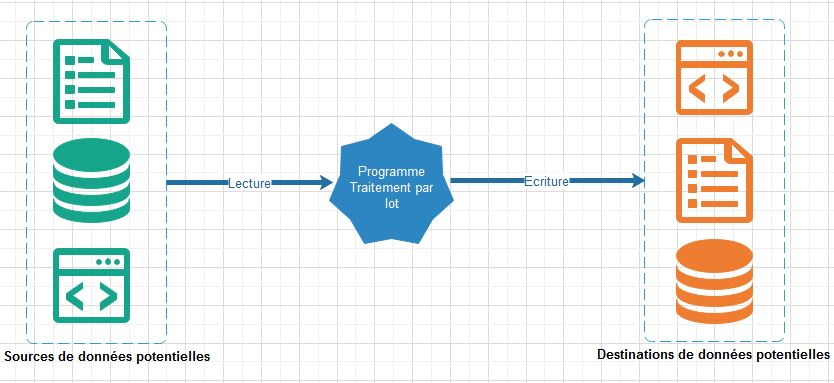 Lecture
Programme
Traitement par
lot
Ecriture
Sources de données potentielles
Destinations de données potentielles